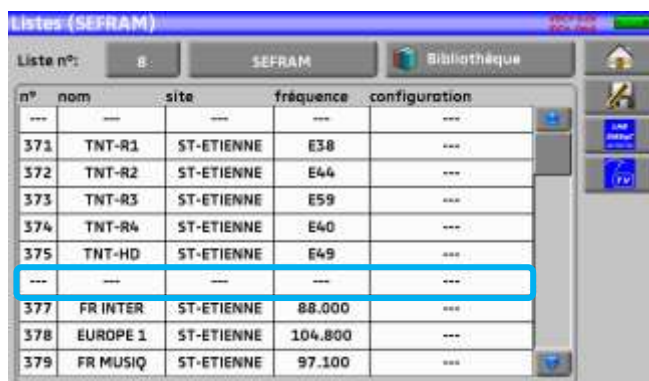 Listes (SEFRAM)
Liste n°: 8 SEFRAM Bibliothèque
n° nom site fréquence configuration
--- --- --- --- ---
371 TNT-R1 ST-ETIENNE E38 ---
372 TNT-R2 ST-ETIENNE E44 ---
373 TNT-R3 ST-ETIENNE E59 ---
374 TNT-R4 ST-ETIENNE E40 ---
375 TNT-HD ST-ETIENNE E49 ---
--- --- --- --- ---
377 FR INTER ST-ETIENNE 88.000 ---
378 EUROPE 1 ST-ETIENNE 104.800 ---
379 FR MUSIQ ST-ETIENNE 97.100 ---
TV